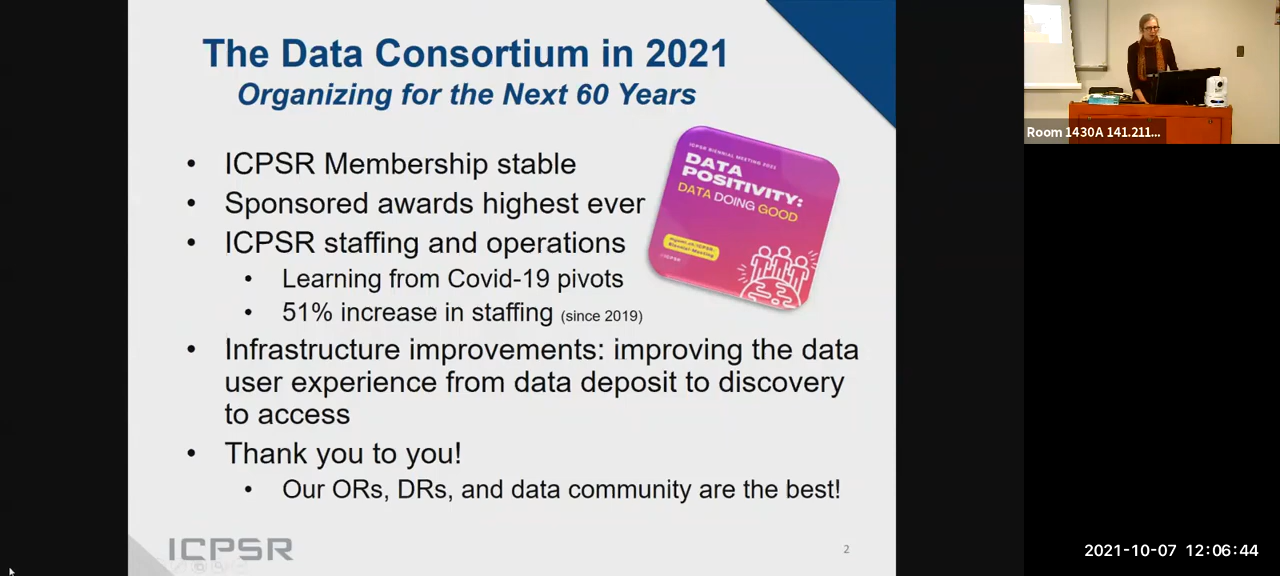 The Data Consortium in 2021
Organizing for the Next 60 Years
• ICPSR Membership stable
• Sponsored awards highest ever
• ICPSR staffing and operations
• Learning from Covid-19 pivots
• 51% increase in staffing (since 2019)
• Infrastructure improvements: improving the data
user experience from data deposit to discovery
to access
• Thank you to you!
• Our ORs, DRs, and data community are the best!
ICPSR BIENNIAL MEETING 2021
DATA
POSITIVITY:
DATA DOING GOOD
ICPSR
2
Room 1430A 141.211...
2021-10-07 12:06:44